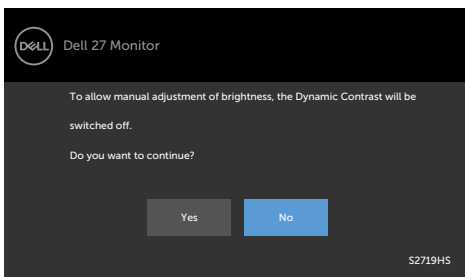 DELL
Dell 27 Monitor
To allow manual adjustment of brightness, the Dynamic Contrast will be
switched off.
Do you want to continue?
Yes
No
S2719HS